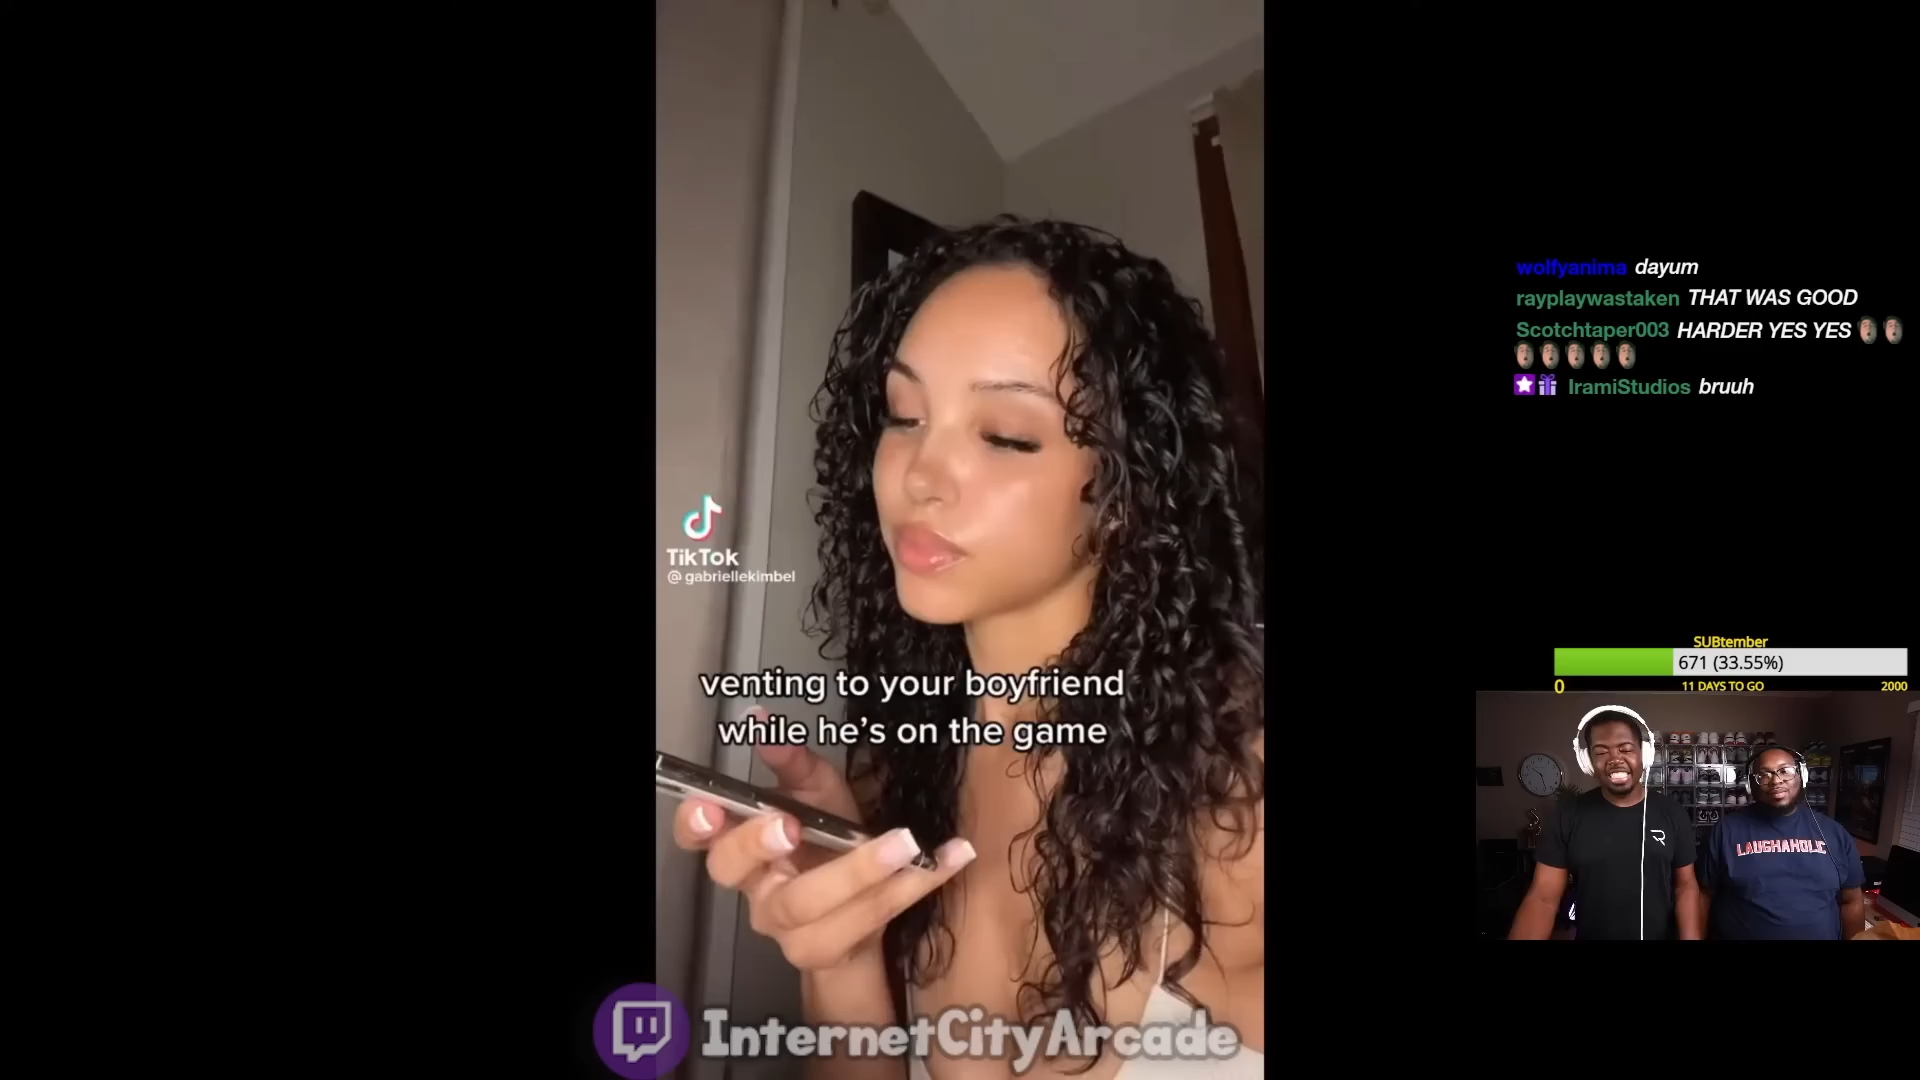 wolfyanima dayum
rayplaywastaken THAT WAS GOOD
Scotchtaper003 HARDER YES YES
IramiStudios bruuh
TikTok
@gabriellekimbel
SUBtember
671 (33.55%)
0 11 DAYS TO GO 2000
venting to your boyfriend
while he's on the game
LAUGHAHOLIC
InternetCityArcade